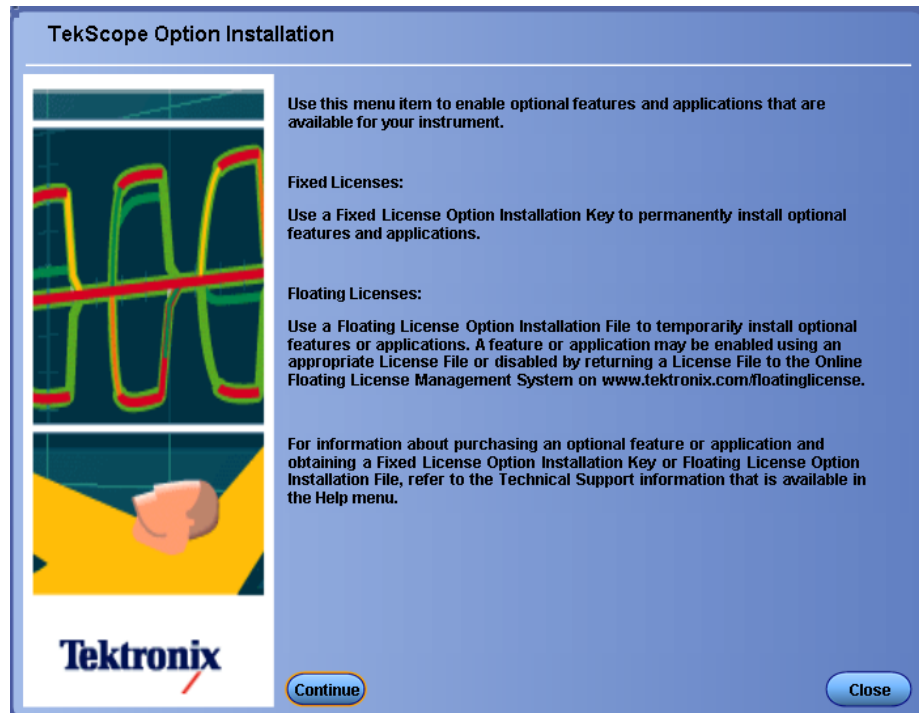 TekScope Option Installation
Use this menu item to enable optional features and applications that are
available for your instrument.
Fixed Licenses:
Use a Fixed License Option Installation Key to permanently install optional
features and applications.
Floating Licenses:
Use a Floating License Option Installation File to temporarily install optional
features or applications. A feature or application may be enabled using an
appropriate License File or disabled by returning a License File to the Online
Floating License Management System on www.tektronix.com/floatinglicense.
For information about purchasing an optional feature or application and
obtaining a Fixed License Option Installation Key or Floating License Option
Installation File, refer to the Technical Support information that is available in
the Help menu.
Tektronix
Continue
Close